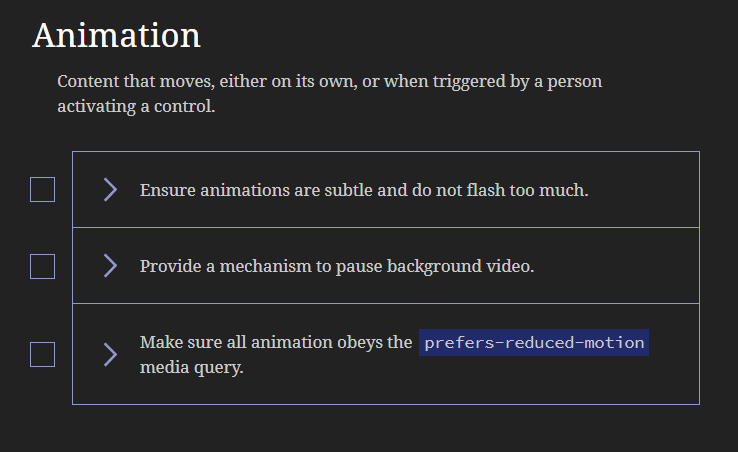 Animation
Content that moves, either on its own, or when triggered by a person
activating a control.
Ensure animations are subtle and do not flash too much.
Provide a mechanism to pause background video.
Make sure all animation obeys the prefers-reduced-motion
media query.